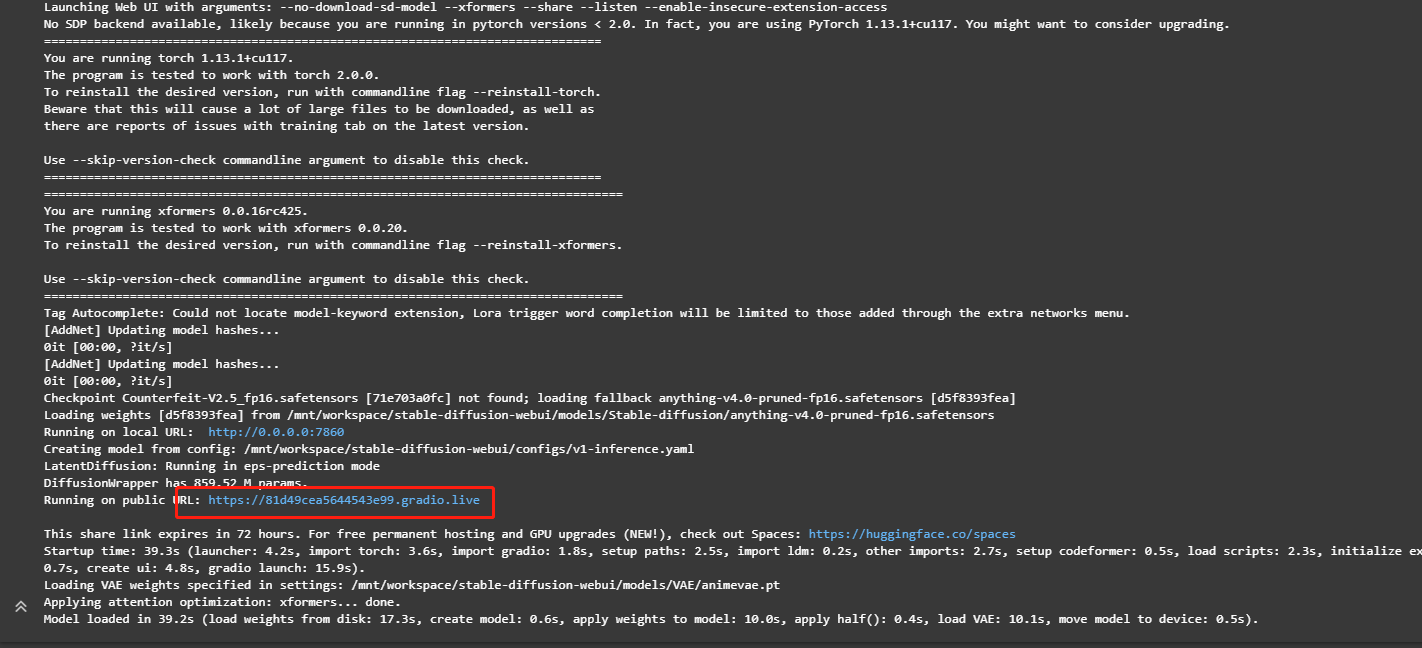 Launching Web UI with arguments: --no-download-sd-model --xformers --share --listen --enable-insecure-extension-access
No SDP backend available, likely because you are running in pytorch versions < 2.0. In fact, you are using PyTorch 1.13.1+cu117. You might want to consider upgrading.
==============================================================================
You are running torch 1.13.1+cu117.
The program is tested to work with torch 2.0.0.
To reinstall the desired version, run with commandline flag --reinstall-torch.
Beware that this will cause a lot of large files to be downloaded, as well as
there are reports of issues with training tab on the latest version.
Use --skip-version-check commandline argument to disable this check.
==============================================================================
=================================================================================
You are running xformers 0.0.16rc425.
The program is tested to work with xformers 0.0.20.
To reinstall the desired version, run with commandline flag --reinstall-xformers.
Use --skip-version-check commandline argument to disable this check.
=================================================================================
Tag Autocomplete: Could not locate model-keyword extension, Lora trigger word completion will be limited to those added through the extra networks menu.
[AddNet] Updating model hashes...
0it [00:00, ?it/s]
[AddNet] Updating model hashes...
0it [00:00, ?it/s]
Checkpoint Counterfeit-V2.5_fp16.safetensors [71e703a0fc] not found; loading fallback anything-v4.0-pruned-fp16.safetensors [d5f8393fea]
Loading weights [d5f8393fea] from /mnt/workspace/stable-diffusion-webui/models/Stable-diffusion/anything-v4.0-pruned-fp16.safetensors
Running on local URL:  http://0.0.0.0:7860
Creating model from config: /mnt/workspace/stable-diffusion-webui/configs/v1-inference.yaml
LatentDiffusion: Running in eps-prediction mode
DiffusionWrapper has 859.52 M params.
Running on public URL: https://81d49cea5644543e99.gradio.live
This share link expires in 72 hours. For free permanent hosting and GPU upgrades (NEW!), check out Spaces: https://huggingface.co/spaces
Startup time: 39.3s (launcher: 4.2s, import torch: 3.6s, import gradio: 1.8s, setup paths: 2.5s, import ldm: 0.2s, other imports: 2.7s, setup codeformer: 0.5s, load scripts: 2.3s, initialize ex
0.7s, create ui: 4.8s, gradio launch: 15.9s).
Loading VAE weights specified in settings: /mnt/workspace/stable-diffusion-webui/models/VAE/animevae.pt
Applying attention optimization: xformers... done.
Model loaded in 39.2s (load weights from disk: 17.3s, create model: 0.6s, apply weights to model: 10.0s, apply half(): 0.4s, load VAE: 10.1s, move model to device: 0.5s).